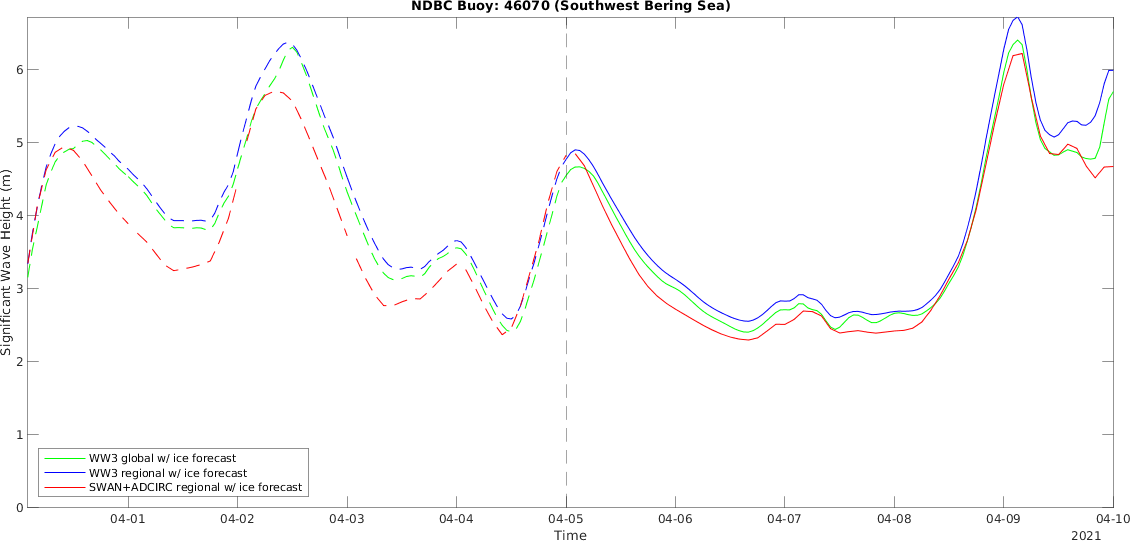 NDBC Buoy: 46070 (Southwest Bering Sea)
Significant Wave Height (m)
6
5
4
3
2
1
0
WW3 global w/ ice forecast
WW3 regional w/ ice forecast
SWAN+ADCIRC regional w/ ice forecast
04-01 04-02 04-03 04-04 04-05 04-06 04-07 04-08 04-09 04-10
Time
2021